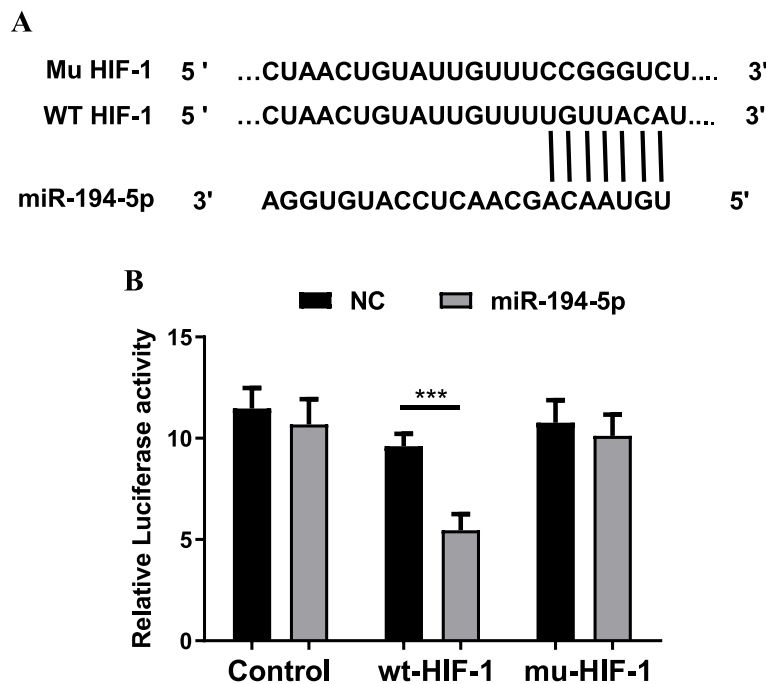 A
Mu HIF-1 5 ' ...CUAACUGUAUUGUUUCCGGGUCU.... 3'
WT HIF-1 5 ' ...CUAACUGUAUUGUUUUGUUACAU.... 3'
miR-194-5p 3' AGGUGUACCUCAACGACAAUGU 5'
B
NC miR-194-5p
Relative Luciferase activity
15
10
5
0
***
Control wt-HIF-1 mu-HIF-1